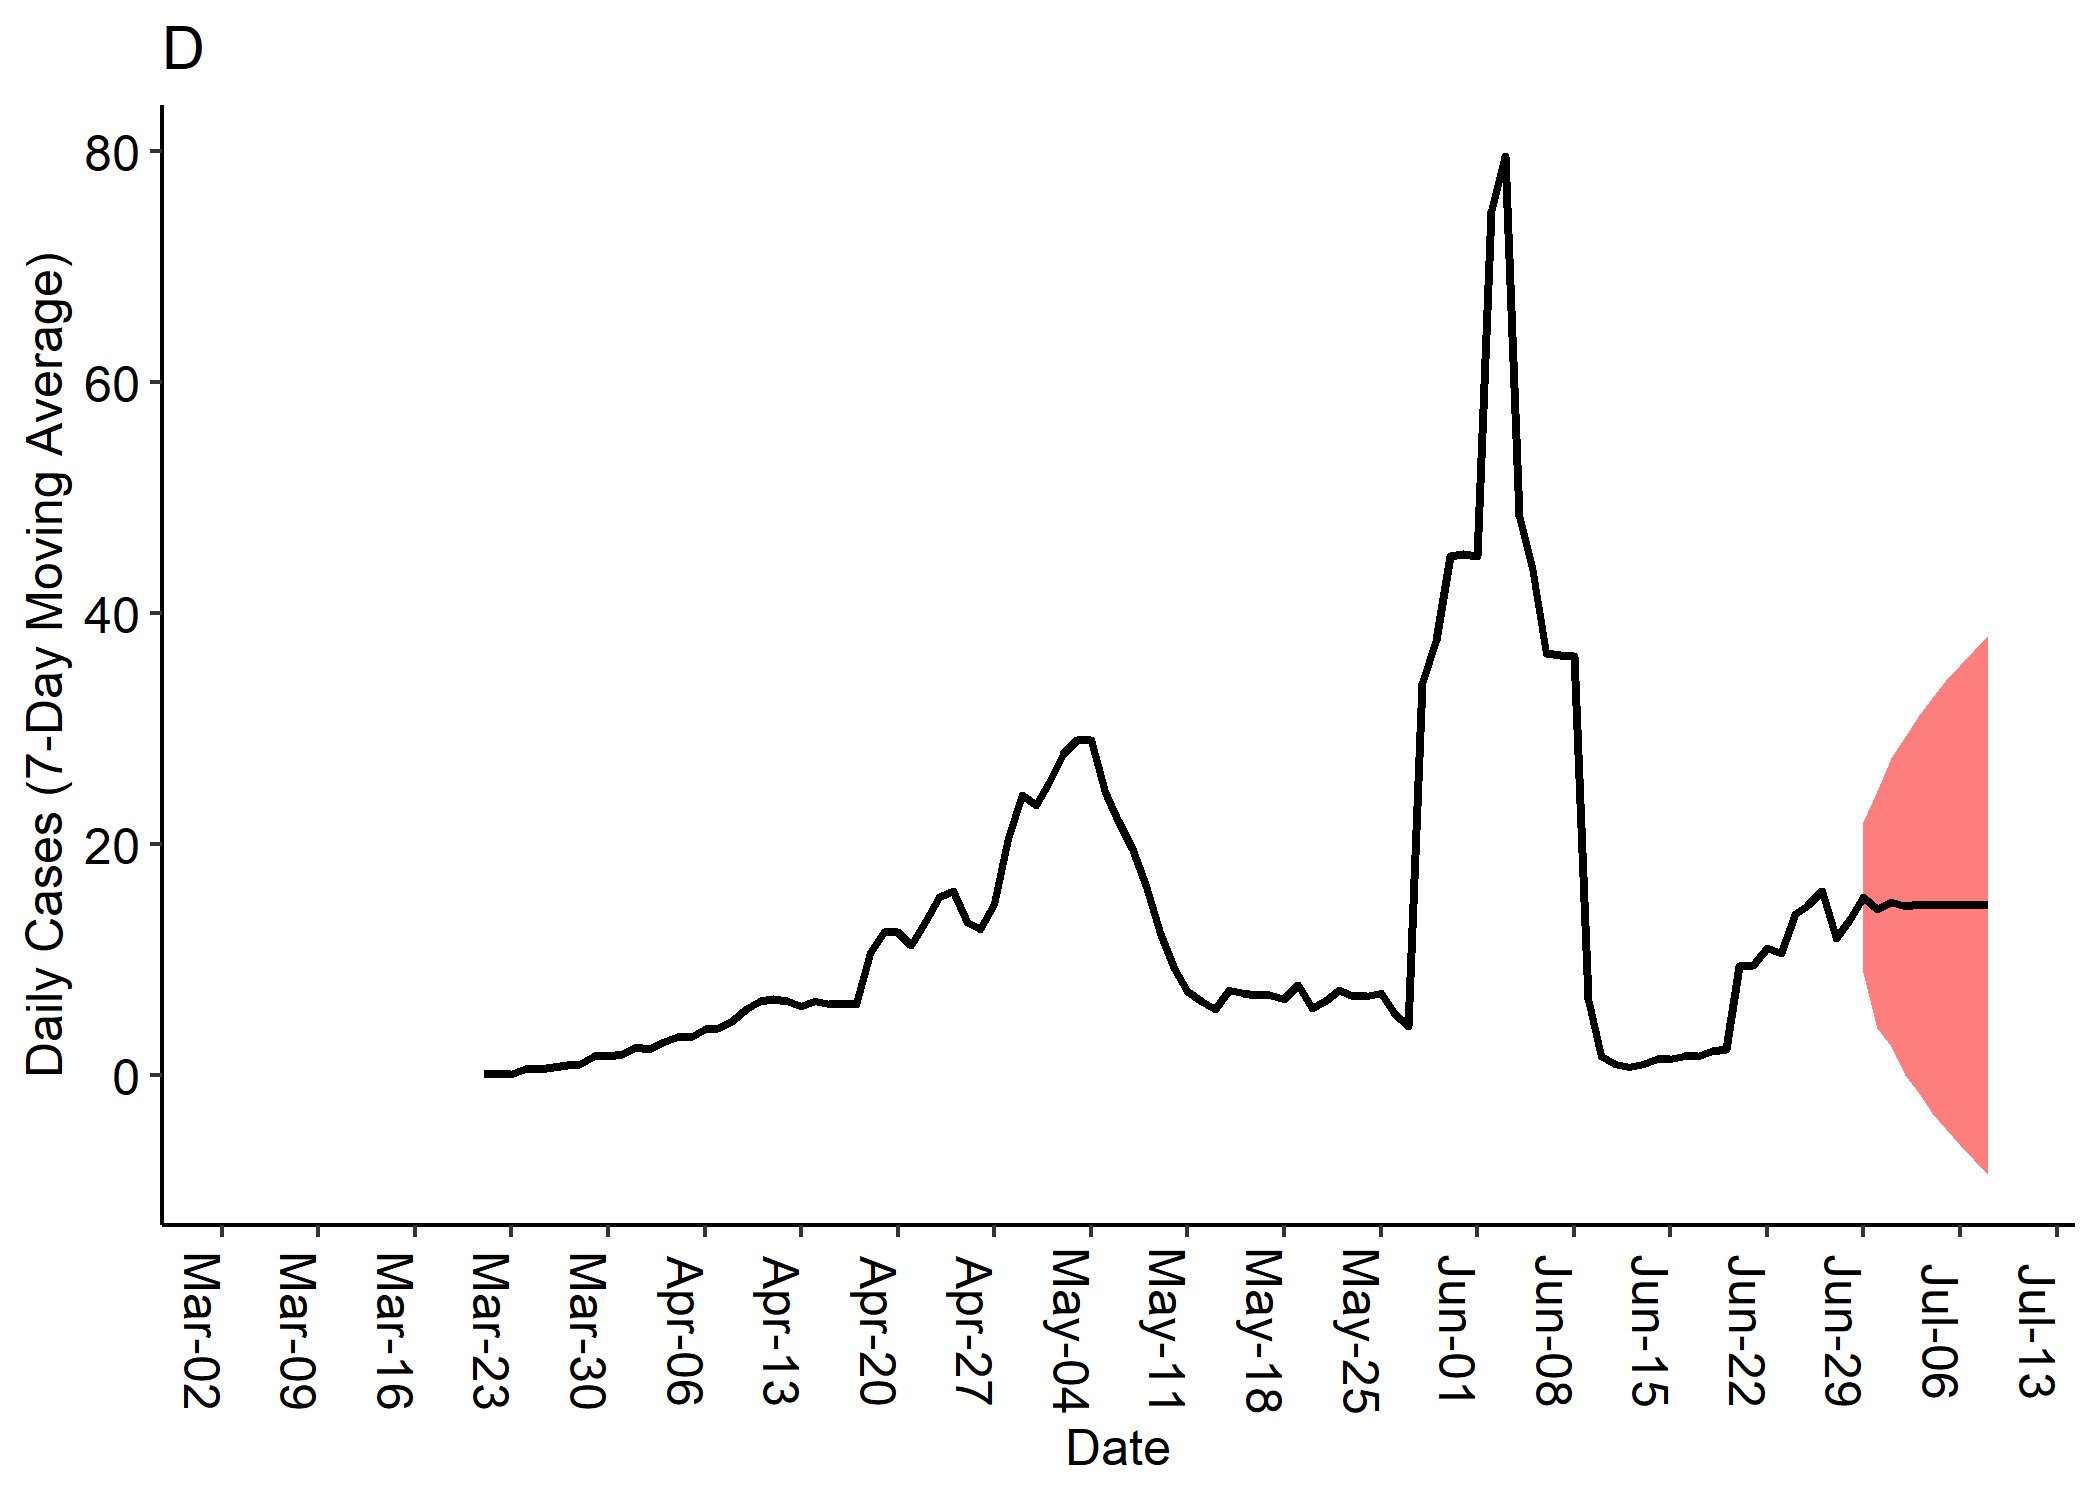 D
Daily Cases (7-Day Moving Average)
80
60
40
20
0
Mar-02
Mar-09
Mar-16
Mar-23
Mar-30
Apr-06
Apr-13
Apr-20
Apr-27
May-04
May-11
May-18
May-25
Jun-01
Jun-08
Jun-15
Jun-22
Jun-29
Jul-06
Jul-13
Date